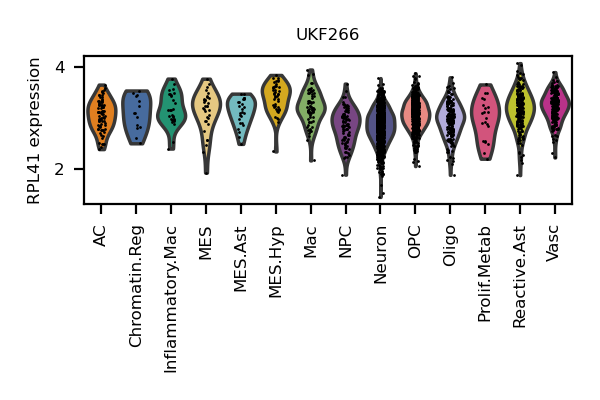 UKF266
RPL41 expression
4
2
AC
Chromatin.Reg
Inflammatory.Mac
MES
MES.Ast
MES.Hyp
Mac
NPC
Neuron
OPC
Oligo
Prolif.Metab
Reactive.Ast
Vasc